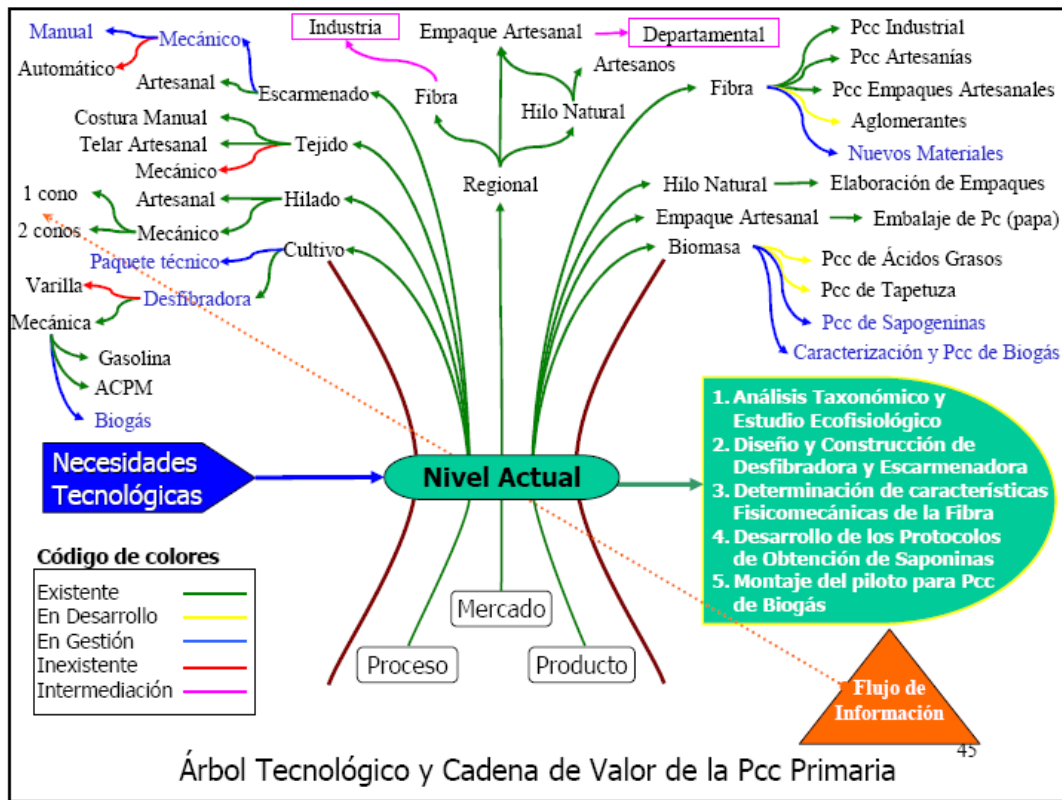 Manual
Mecánico
Automático
Artesanal
Escarmenado
Costura Manual
Telar Artesanal
Tejido
Mecánico
1 cono
Artesanal
Hilado
2 conos
Mecánico
Paquete técnico
Cultivo
Varilla
Desfibradora
Mecánica
Gasolina
ACPM
Biogás
Industria
Empaque Artesanal
Departamental
Artesanos
Fibra
Hilo Natural
Regional
Fibra
Pcc Industrial
Pcc Artesanías
Pcc Empaques Artesanales
Aglomerantes
Nuevos Materiales
Hilo Natural
Elaboración de Empaques
Empaque Artesanal
Embalaje de Pc (papa)
Biomasa
Pcc de Ácidos Grasos
Pcc de Tapetuza
Pcc de Sapogeninas
Caracterización y Pcc de Biogás
Necesidades
Tecnológicas
Nivel Actual
1. Análisis Taxonómico y
Estudio Ecofisiológico
2. Diseño y Construcción de
Desfibradora y Escarmenadora
3. Determinación de características
Fisicomecánicas de la Fibra
4. Desarrollo de los Protocolos
de Obtención de Saponinas
5. Montaje del piloto para Pcc
de Biogás
Código de colores
Existente
En Desarrollo
En Gestión
Inexistente
Intermediación
Mercado
Proceso
Producto
Flujo de
Información
45
Árbol Tecnológico y Cadena de Valor de la Pcc Primaria